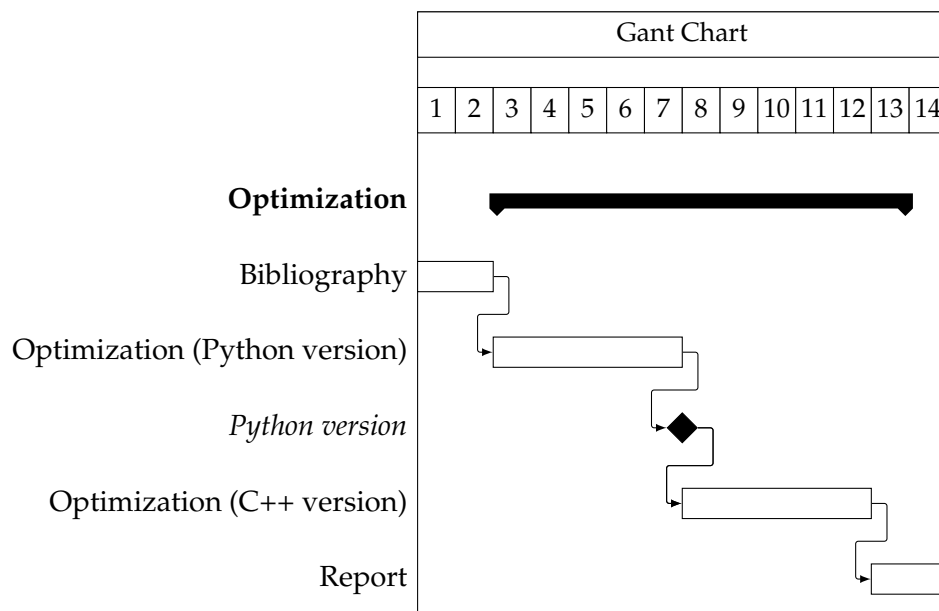 Gant Chart
1 2 3 4 5 6 7 8 9 10 11 12 13 14
Optimization
Bibliography
Optimization (Python version)
Python version
Optimization (C++ version)
Report